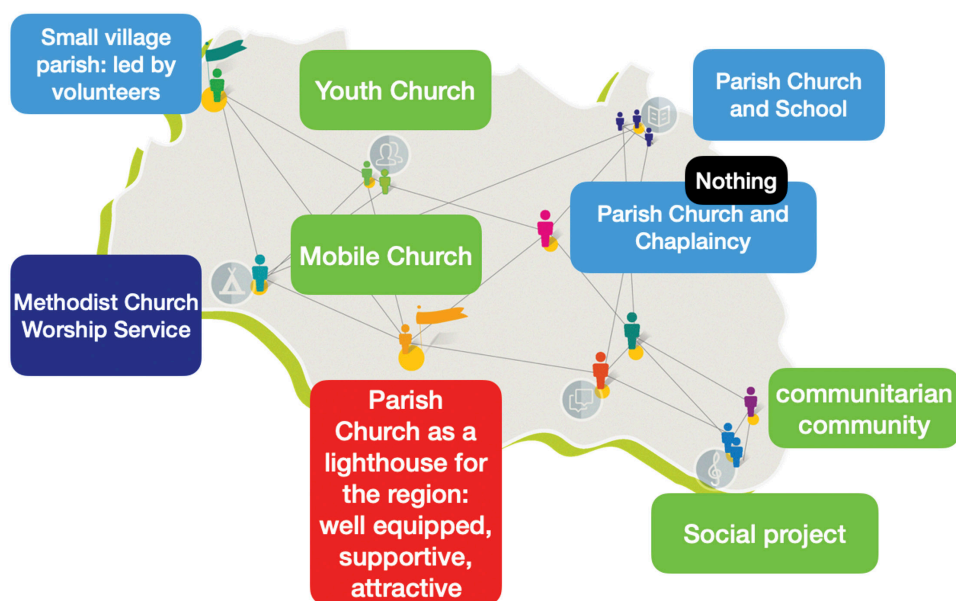 Small village
parish: led by
volunteers
Youth Church
Parish Church
and School
Nothing
Parish Church and
Chaplaincy
Mobile Church
Methodist Church
Worship Service
Parish
Church as a
lighthouse for
the region:
well equipped,
supportive,
attractive
communitarian
community
Social project